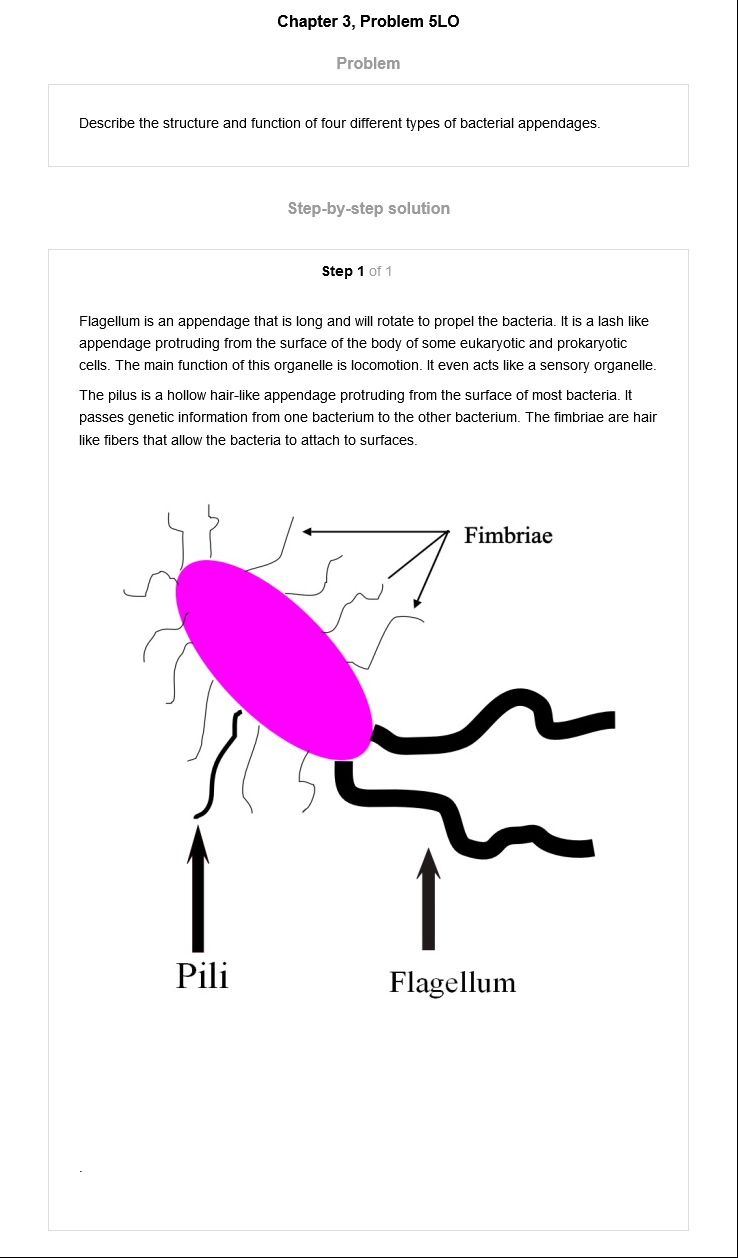 Chapter 3, Problem 5LO
Problem
Describe the structure and function of four different types of bacterial appendages.
Step-by-step solution
Step 1 of 1
Flagellum is an appendage that is long and will rotate to propel the bacteria. It is a lash like
appendage protruding from the surface of the body of some eukaryotic and prokaryotic
cells. The main function of this organelle is locomotion. It even acts like a sensory organelle.
The pilus is a hollow hair-like appendage protruding from the surface of most bacteria. It
passes genetic information from one bacterium to the other bacterium. The fimbriae are hair
like fibers that allow the bacteria to attach to surfaces.
Fimbriae
Pili
Flagellum
.